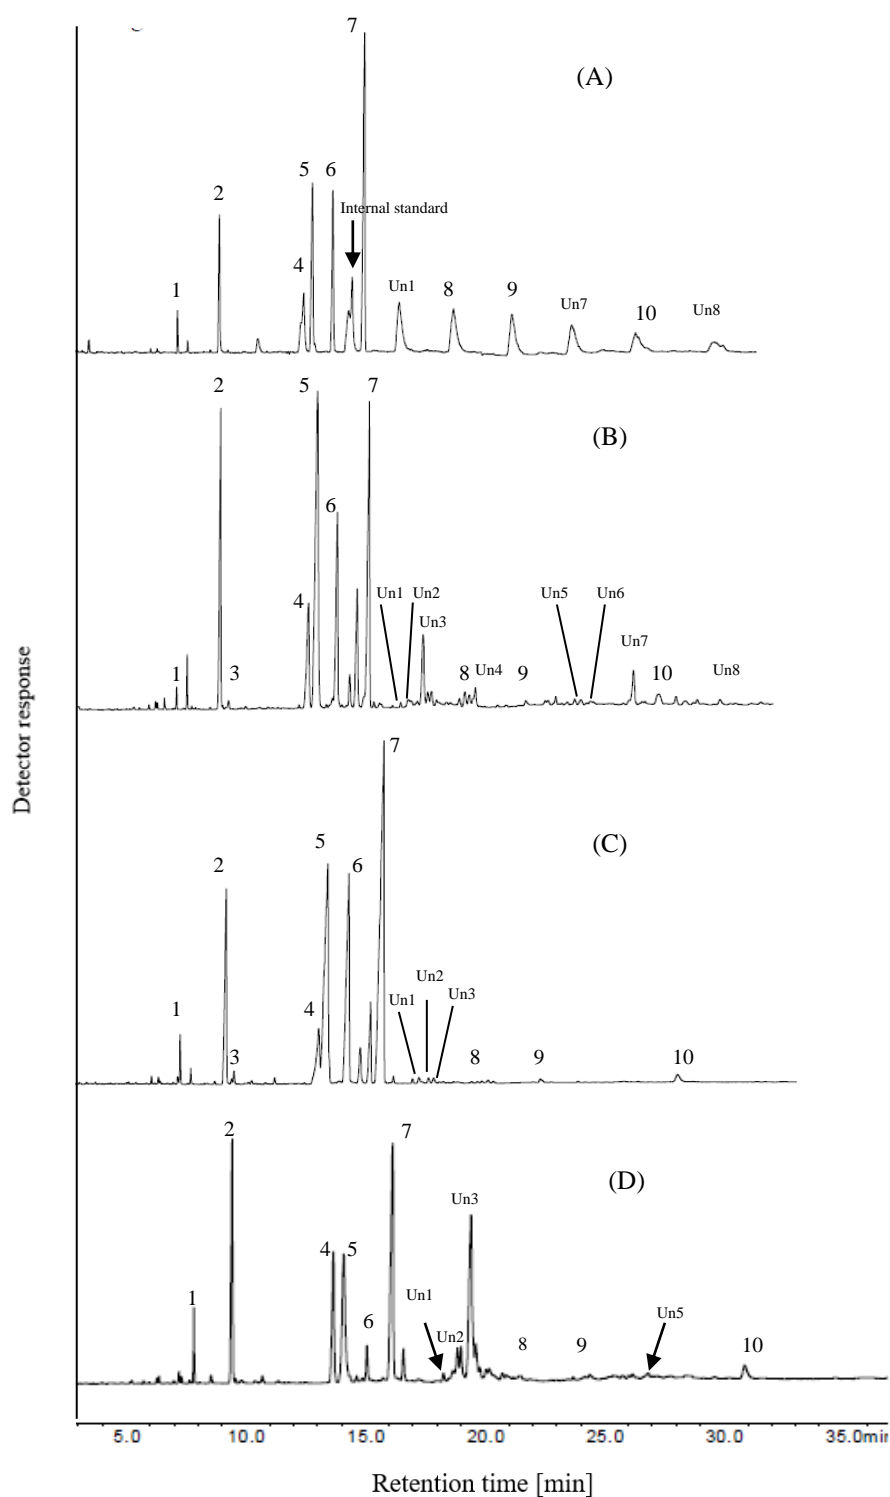 7
(A)
5 6
2
Internal standard
4
Un1
1 8 9
Un7
10 Un8
2 5 7
(B)
6
4
Un1 Un2 Un5 Un6
Un3
Un7
1 3 8 Un4 9 10 Un8
Detector response
7
5 (C)
2 6
Un2
1 4 Un1 Un3
3 8 9 10
2 7
(D)
Un3
4 5
1 Un1
6 Un2 8 9 Un5 10
5.0 10.0 15.0 20.0 25.0 30.0 35.0min
Retention time [min]